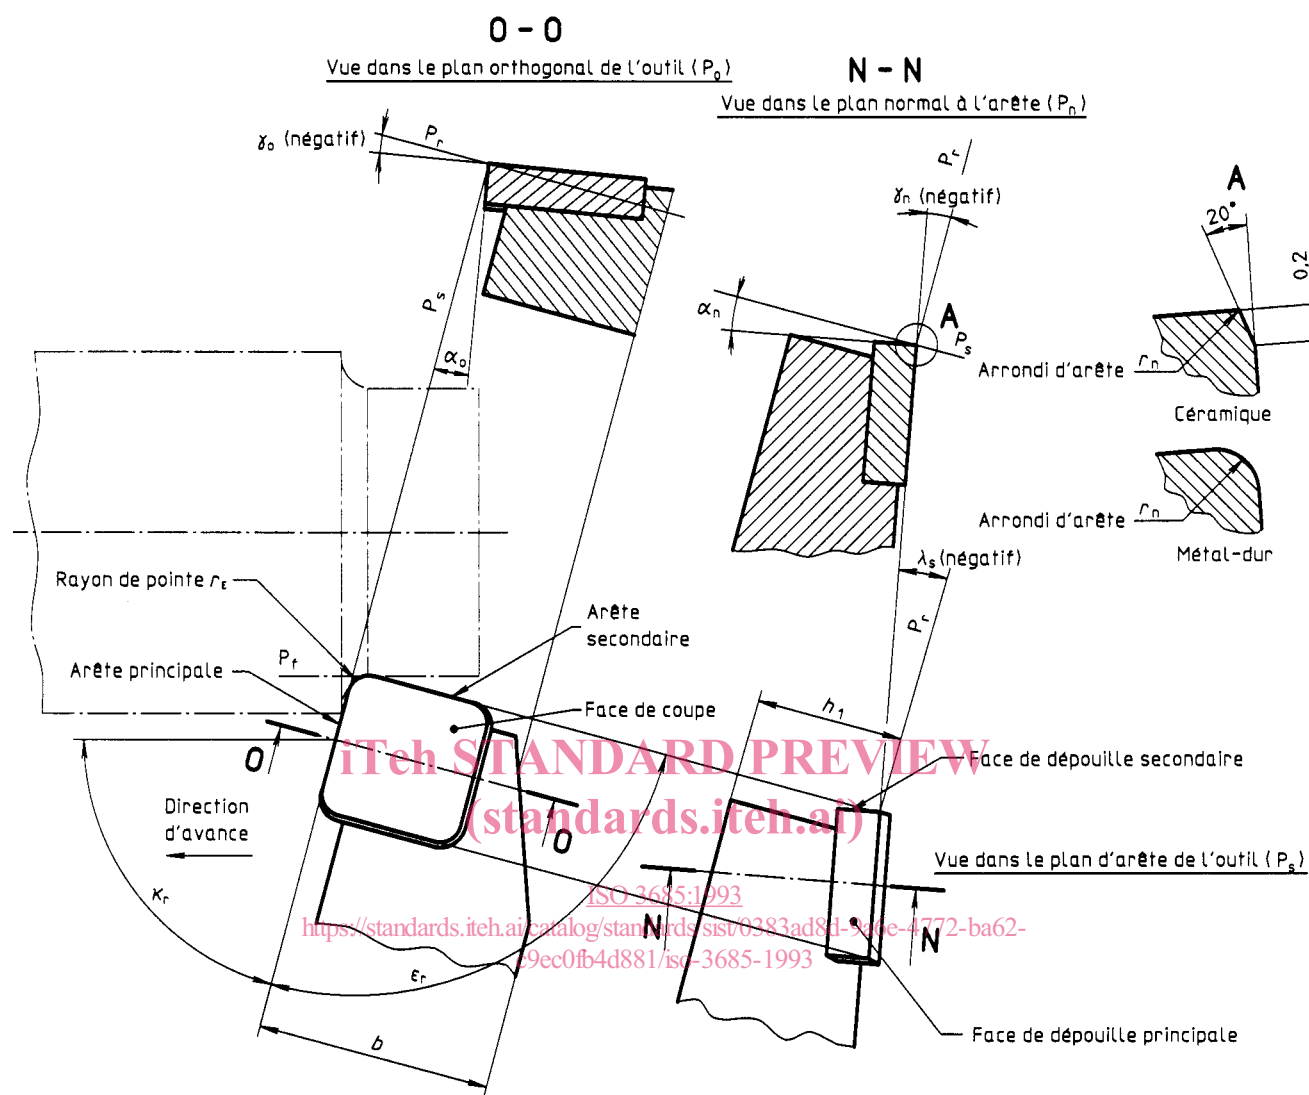 O - O
Vue dans le plan orthogonal de l'outil (Pₒ)
N - N
Vue dans le plan normal à l'arête (Pₙ)
γₒ (négatif)
Pᵣ
Pᵣ
γₙ (négatif)
A
20°
0,2
Pₛ
αₒ
αₙ
A
Pₛ
Arrondi d'arête rₙ
Céramique
Arrondi d'arête rₙ
Métal-dur
λₛ (négatif)
Pᵣ
Rayon de pointe r_ε
Arête
secondaire
Arête principale
P_f
Face de coupe
h₁
O
O
iTeh STANDARD PREVIEW
(standards.iteh.ai)
Face de dépouille secondaire
Direction
d'avance
Vue dans le plan d'arête de l'outil (Pₛ)
κᵣ
ISO 3685:1993
https://standards.iteh.ai/catalog/standards/sist/0383ad8d-9a6e-4772-ba62-
e9ec0fb4d881/iso-3685-1993
N
N
εᵣ
b
Face de dépouille principale